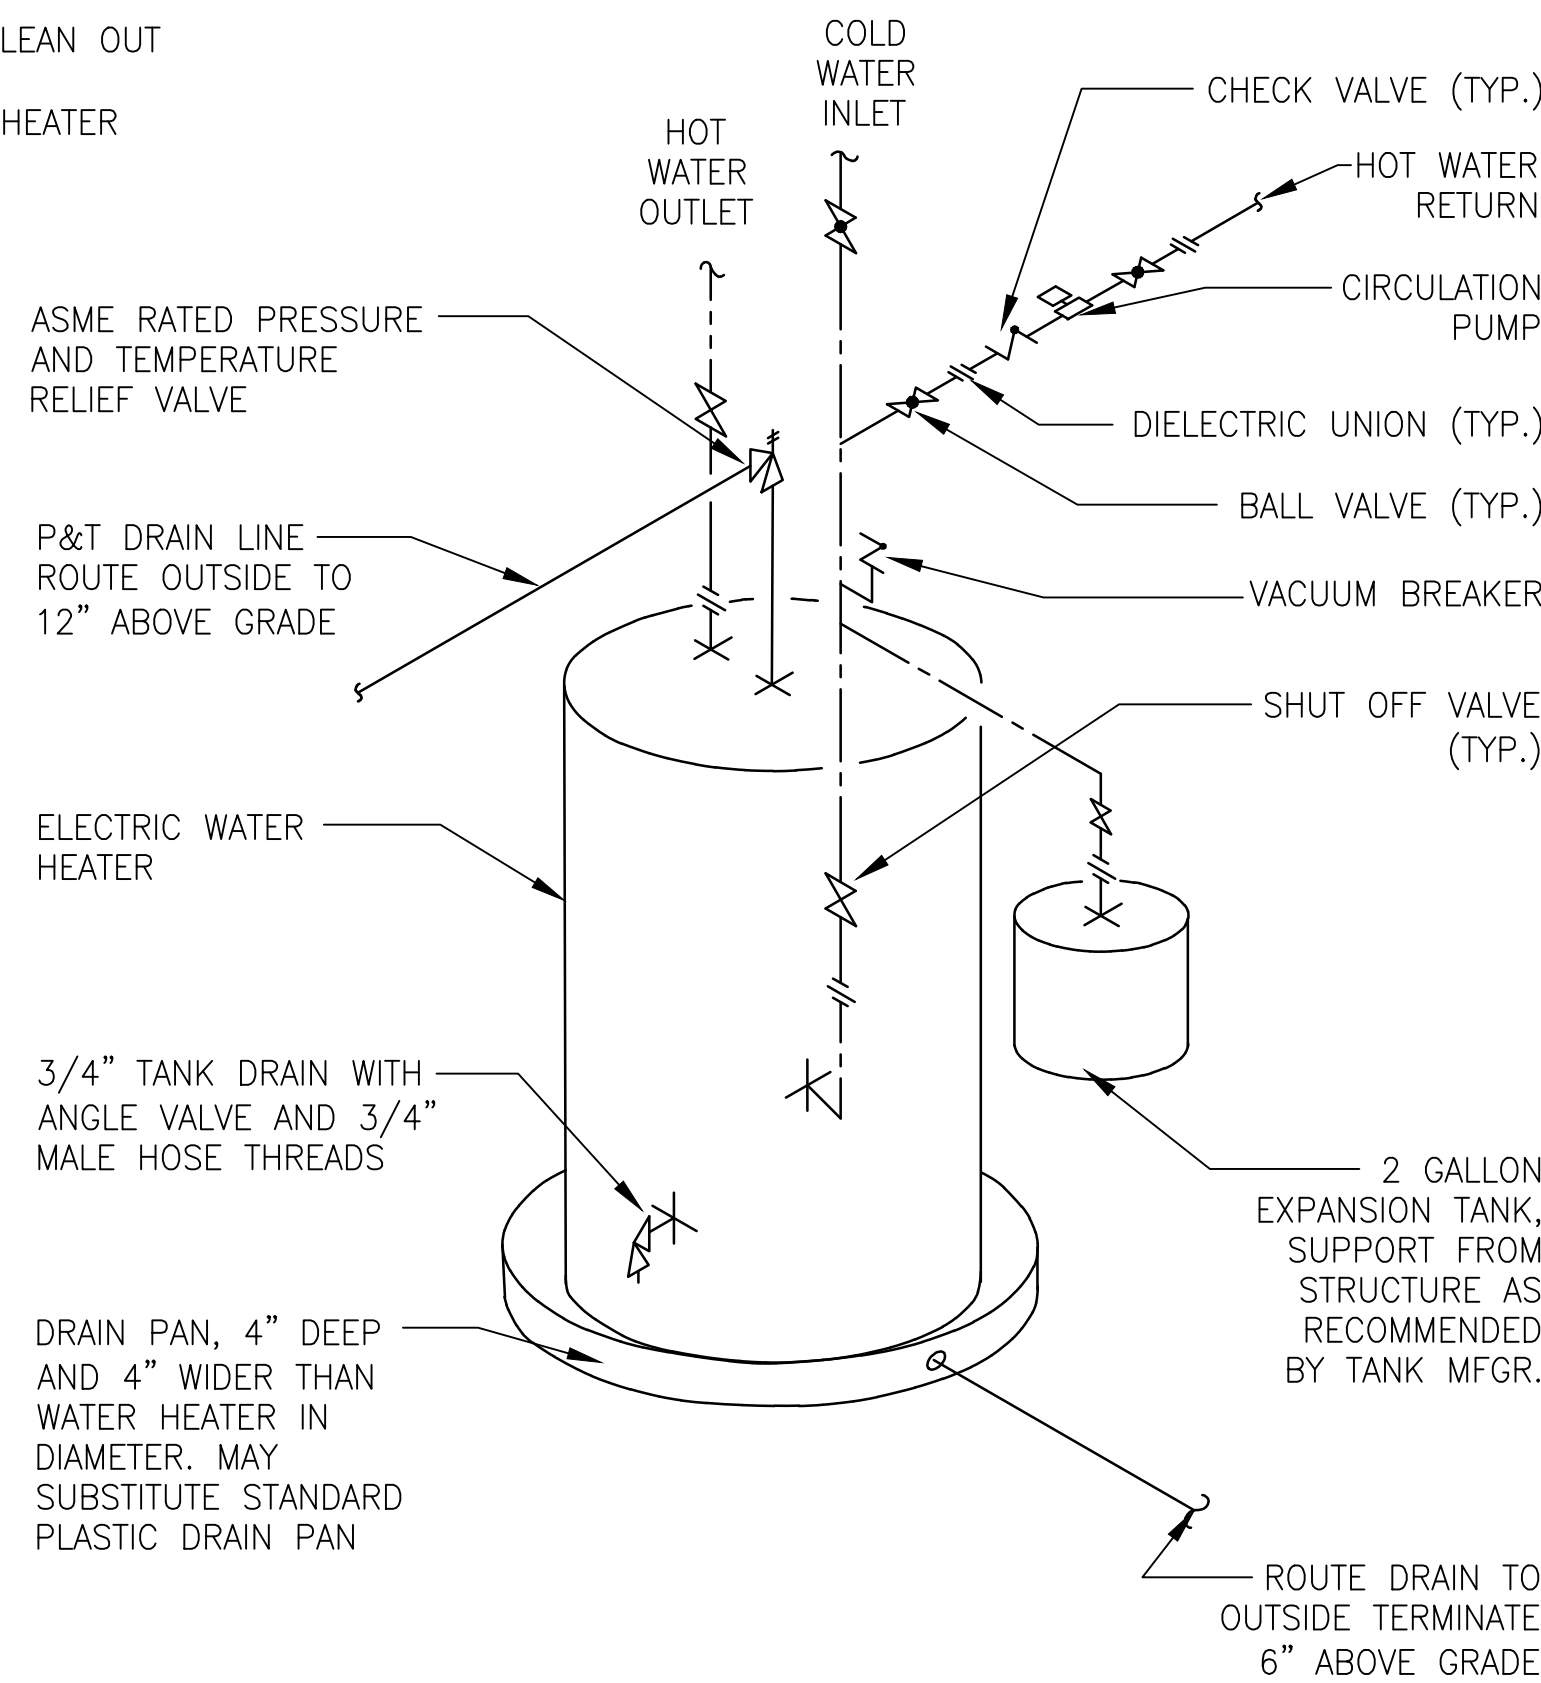 LEAN OUT
HEATER
COLD
WATER
INLET
HOT
WATER
OUTLET
CHECK VALVE (TYP.)
HOT WATER
RETURN
CIRCULATION
PUMP
ASME RATED PRESSURE
AND TEMPERATURE
RELIEF VALVE
DIELECTRIC UNION (TYP.)
BALL VALVE (TYP.)
P&T DRAIN LINE
ROUTE OUTSIDE TO
12” ABOVE GRADE
VACUUM BREAKER
SHUT OFF VALVE
(TYP.)
ELECTRIC WATER
HEATER
3/4” TANK DRAIN WITH
ANGLE VALVE AND 3/4”
MALE HOSE THREADS
2 GALLON
EXPANSION TANK,
SUPPORT FROM
STRUCTURE AS
RECOMMENDED
BY TANK MFGR.
DRAIN PAN, 4” DEEP
AND 4” WIDER THAN
WATER HEATER IN
DIAMETER. MAY
SUBSTITUTE STANDARD
PLASTIC DRAIN PAN
ROUTE DRAIN TO
OUTSIDE TERMINATE
6” ABOVE GRADE